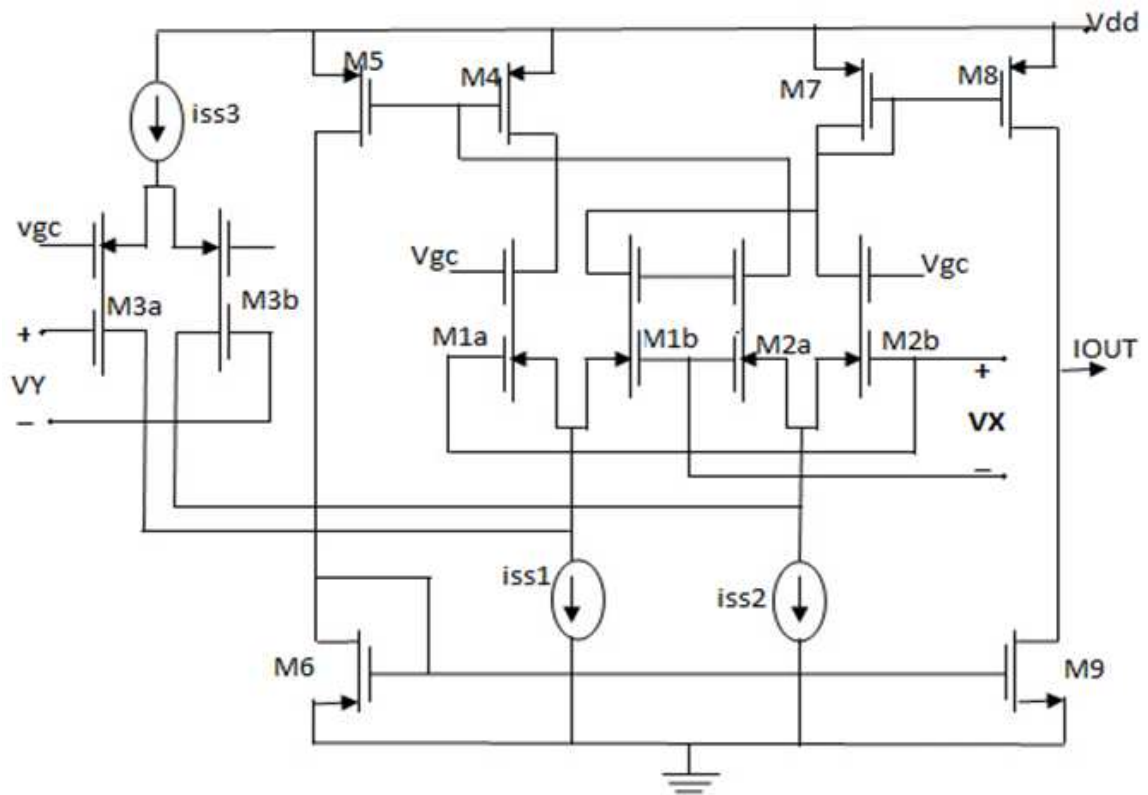 Vdd
M5
M4
M7
M8
iss3
vgc
Vgc
Vgc
M3a
M3b
+
VY
−
M1a
M1b
M2a
M2b
IOUT
+
VX
−
iss1
iss2
M6
M9